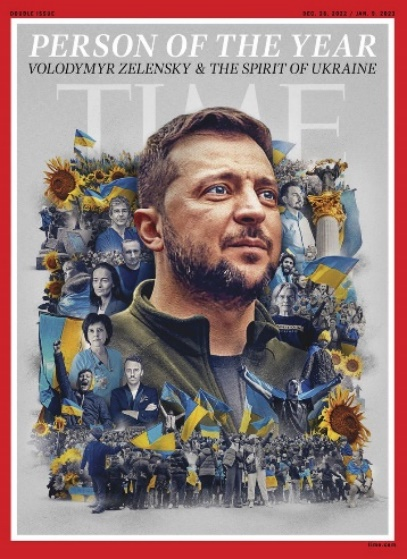 DOUBLE ISSUE
DEC. 26, 2022 / JAN. 9, 2023
PERSON OF THE YEAR
VOLODYMYR ZELENSKY & THE SPIRIT OF UKRAINE
TIME